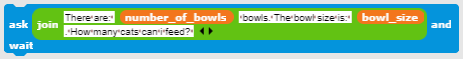 ask join There are: number_of_bowls bowls. The bowl size is: bowl_size and
wait . How many cats can i feed?